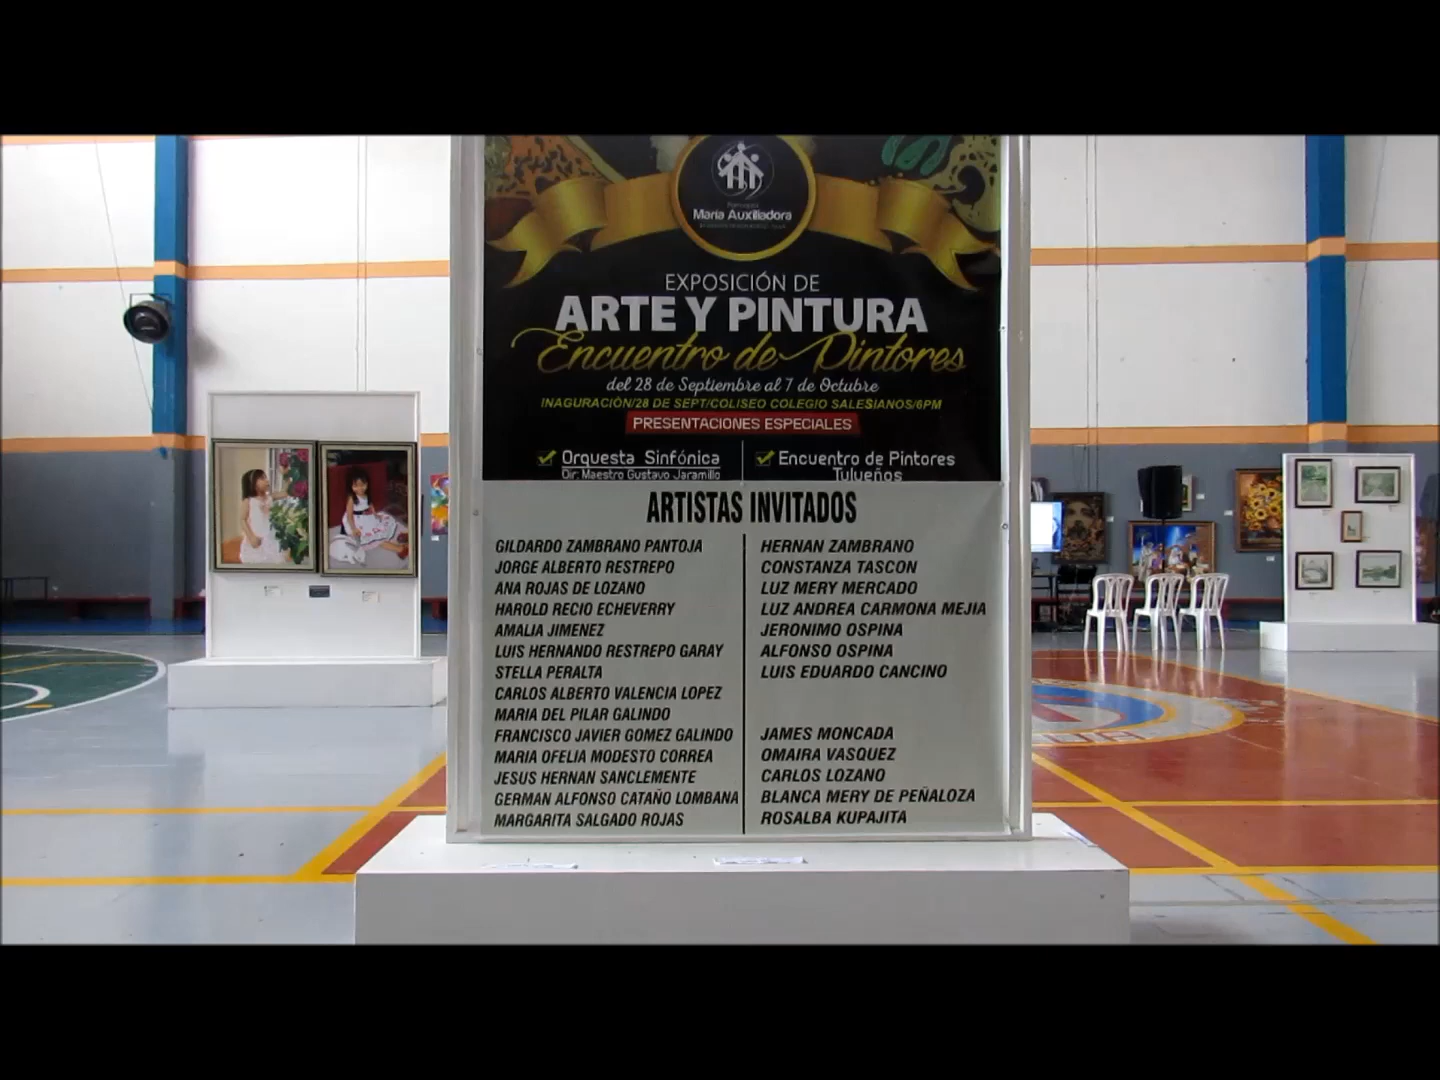 Parroquia
María Auxiliadora
EXPOSICIÓN DE
ARTE Y PINTURA
Encuentro de Pintores
del 28 de Septiembre al 7 de Octubre
INAGURACIÓN/28 DE SEPT/COLISEO COLEGIO SALESIANOS/6PM
PRESENTACIONES ESPECIALES
Orquesta Sinfónica
Dir: Maestro Gustavo Jaramillo
Encuentro de Pintores
Tulueños
ARTISTAS INVITADOS
GILDARDO ZAMBRANO PANTOJA
JORGE ALBERTO RESTREPO
ANA ROJAS DE LOZANO
HAROLD RECIO ECHEVERRY
AMALIA JIMENEZ
LUIS HERNANDO RESTREPO GARAY
STELLA PERALTA
CARLOS ALBERTO VALENCIA LOPEZ
MARIA DEL PILAR GALINDO
FRANCISCO JAVIER GOMEZ GALINDO
MARIA OFELIA MODESTO CORREA
JESUS HERNAN SANCLEMENTE
GERMAN ALFONSO CATAÑO LOMBANA
MARGARITA SALGADO ROJAS
HERNAN ZAMBRANO
CONSTANZA TASCON
LUZ MERY MERCADO
LUZ ANDREA CARMONA MEJIA
JERONIMO OSPINA
ALFONSO OSPINA
LUIS EDUARDO CANCINO
JAMES MONCADA
OMAIRA VASQUEZ
CARLOS LOZANO
BLANCA MERY DE PEÑALOZA
ROSALBA KUPAJITA